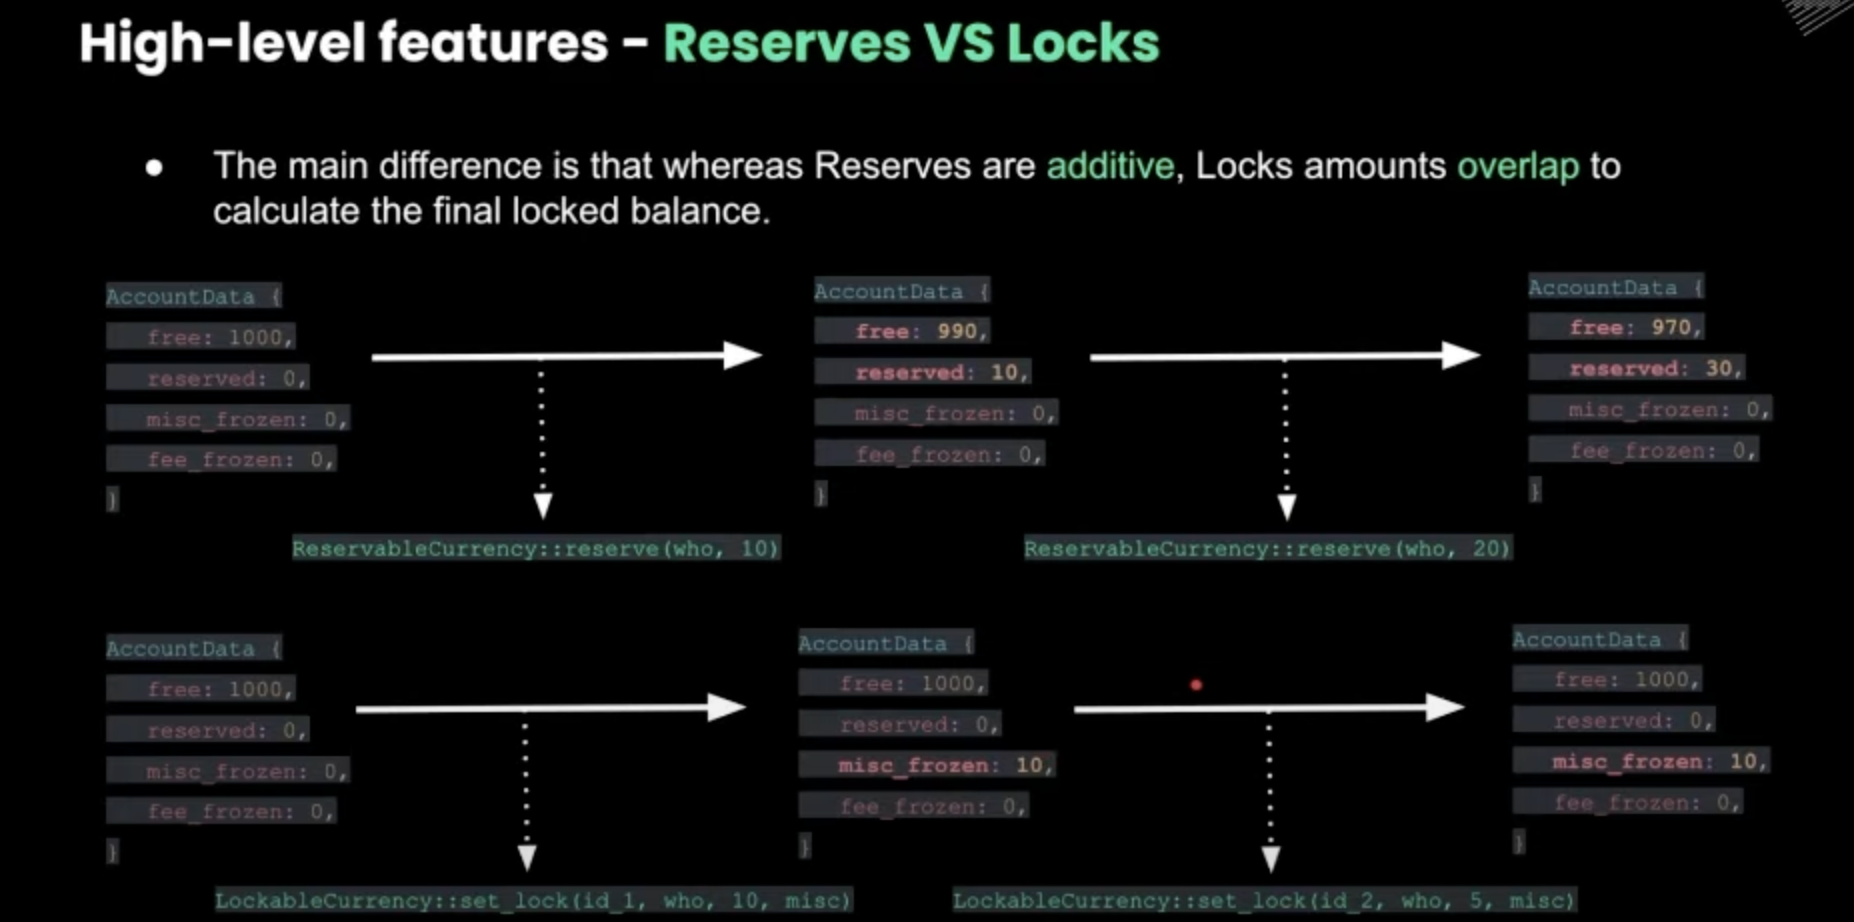 High-level features - Reserves VS Locks
● The main difference is that whereas Reserves are additive, Locks amounts overlap to
calculate the final locked balance.
AccountData {
free: 1000,
reserved: 0,
misc_frozen: 0,
fee_frozen: 0,
}
ReservableCurrency::reserve(who, 10)
AccountData {
free: 990,
reserved: 10,
misc_frozen: 0,
fee_frozen: 0,
}
ReservableCurrency::reserve(who, 20)
AccountData {
free: 970,
reserved: 30,
misc_frozen: 0,
fee_frozen: 0,
}
AccountData {
free: 1000,
reserved: 0,
misc_frozen: 0,
fee_frozen: 0,
}
LockableCurrency::set_lock(id_1, who, 10, misc)
AccountData {
free: 1000,
reserved: 0,
misc_frozen: 10,
fee_frozen: 0,
}
LockableCurrency::set_lock(id_2, who, 5, misc)
AccountData {
free: 1000,
reserved: 0,
misc_frozen: 10,
fee_frozen: 0,
}